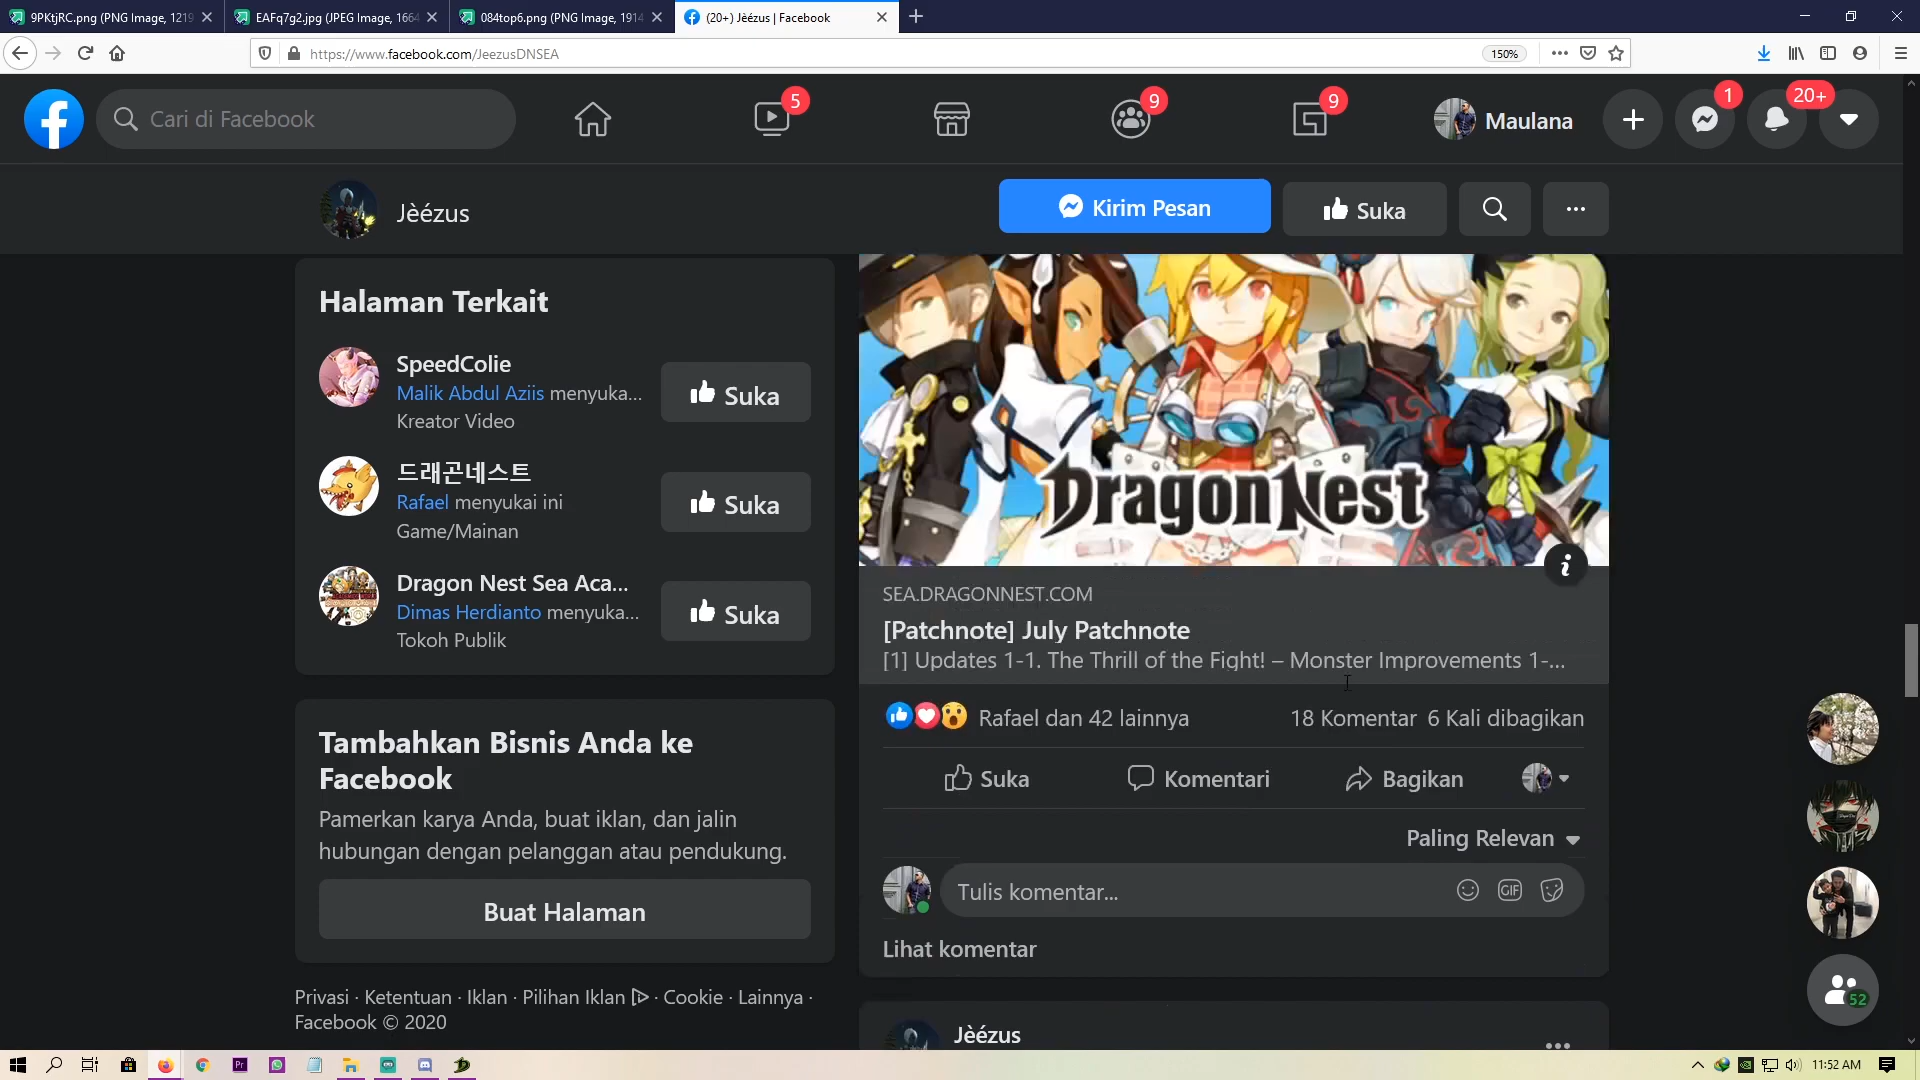 9PKtjRC.png (PNG Image, 1219
EAFq7g2.jpg (JPEG Image, 1664
084top6.png (PNG Image, 1914
(20+) Jèézus | Facebook
https://www.facebook.com/JeezusDNSEA
150%
Cari di Facebook
5
9
9
Maulana
1
20+
Jèézus
Kirim Pesan
Suka
Halaman Terkait
SpeedColie
Malik Abdul Aziis menyuka...
Kreator Video
Suka
드래곤네스트
Rafael menyukai ini
Game/Mainan
Suka
Dragon Nest Sea Aca...
Dimas Herdianto menyuka...
Tokoh Publik
Suka
Tambahkan Bisnis Anda ke
Facebook
Pamerkan karya Anda, buat iklan, dan jalin
hubungan dengan pelanggan atau pendukung.
Buat Halaman
Privasi · Ketentuan · Iklan · Pilihan Iklan · Cookie · Lainnya ·
Facebook © 2020
DragonNest
SEA.DRAGONNEST.COM
[Patchnote] July Patchnote
[1] Updates 1-1. The Thrill of the Fight! – Monster Improvements 1-...
Rafael dan 42 lainnya
18 Komentar 6 Kali dibagikan
Suka
Komentari
Bagikan
Paling Relevan
Tulis komentar...
GIF
Lihat komentar
Jèézus
52
Pr
11:52 AM